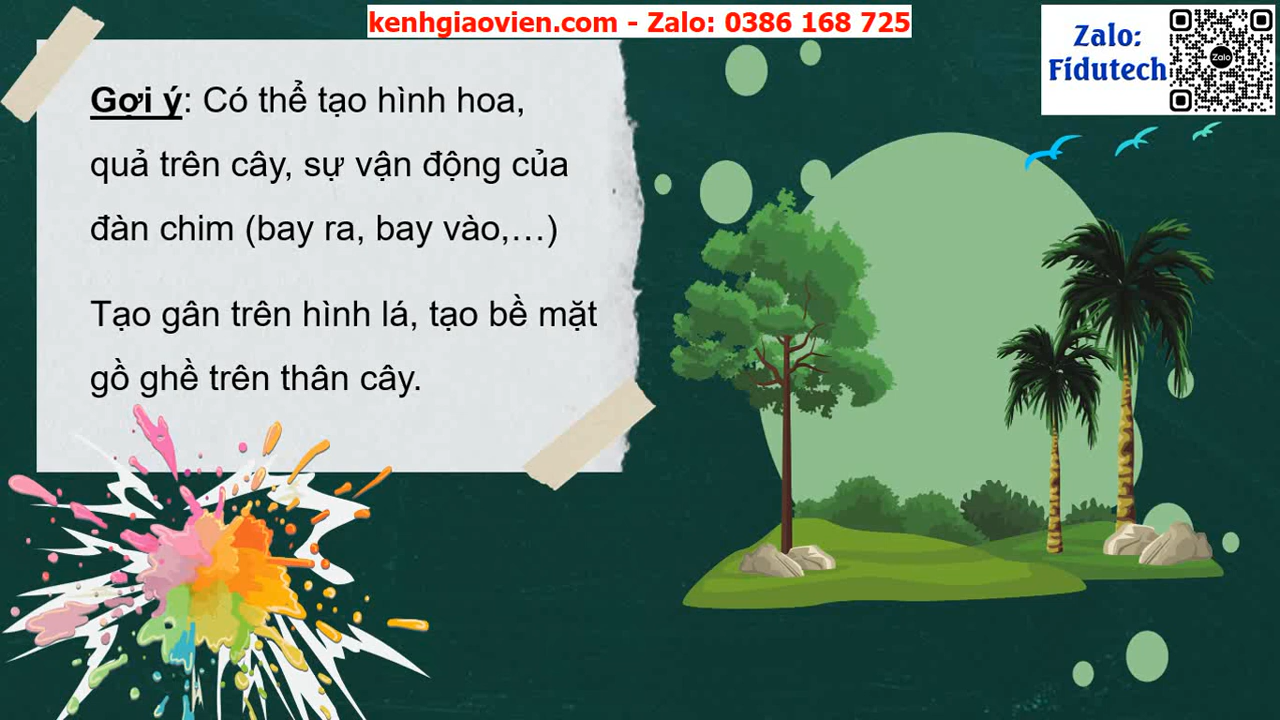 kenhgiaovien.com - Zalo: 0386 168 725
Zalo:
Fidutech
Zalo
Gợi ý: Có thể tạo hình hoa,
quả trên cây, sự vận động của
đàn chim (bay ra, bay vào,…)
Tạo gân trên hình lá, tạo bề mặt
gồ ghề trên thân cây.